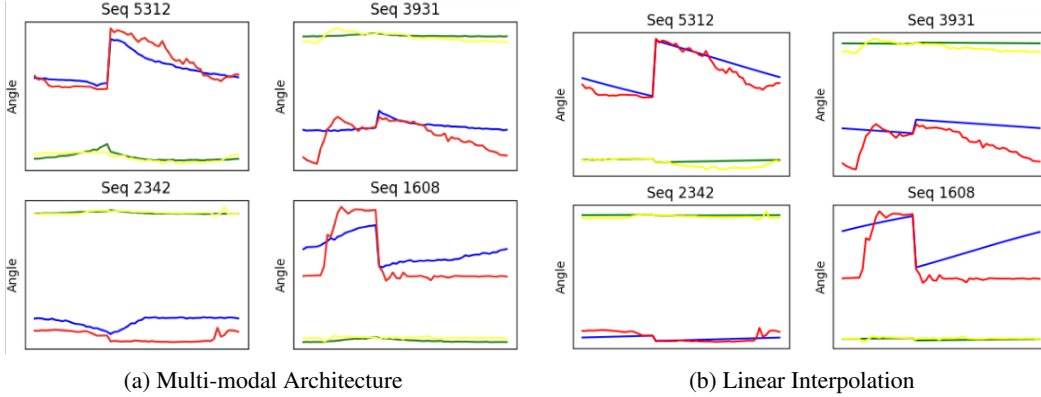 Seq 5312
Seq 3931
Angle
Angle
Seq 2342
Seq 1608
Angle
Angle
(a) Multi-modal Architecture
Seq 5312
Seq 3931
Angle
Angle
Seq 2342
Seq 1608
Angle
Angle
(b) Linear Interpolation